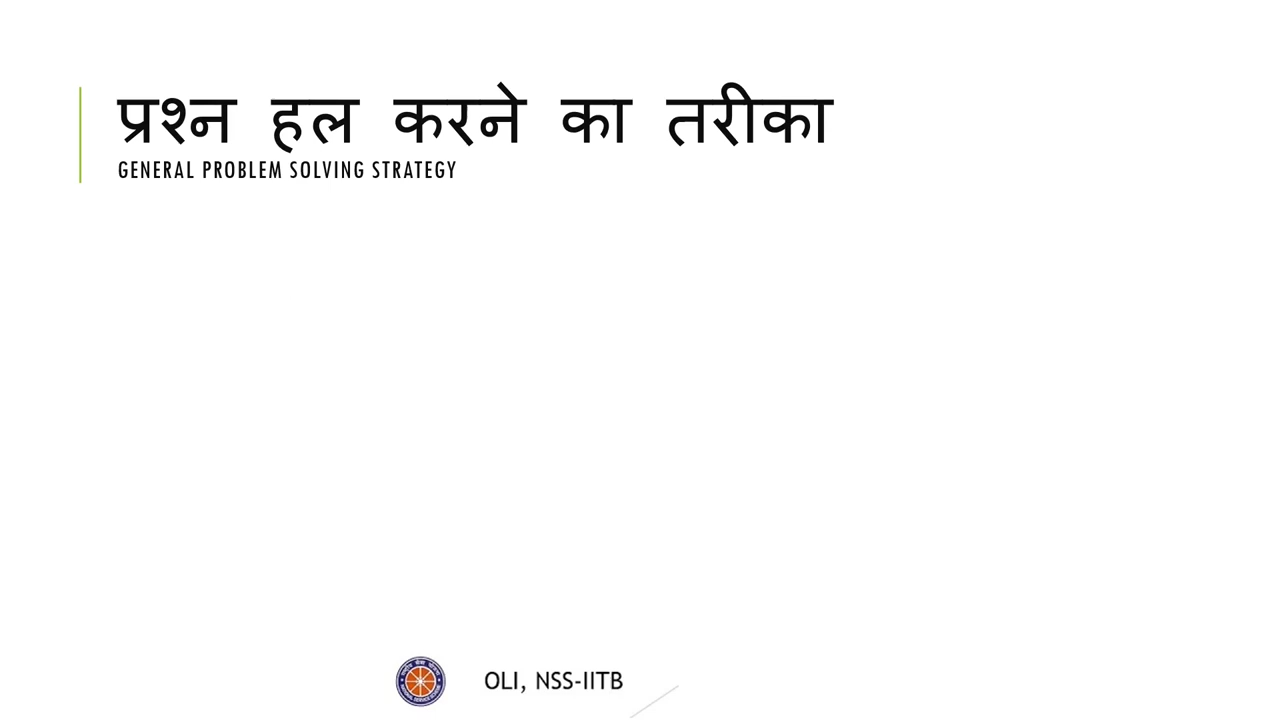 प्रश्न हल करने का तरीका
GENERAL PROBLEM SOLVING STRATEGY
OLI, NSS-IITB